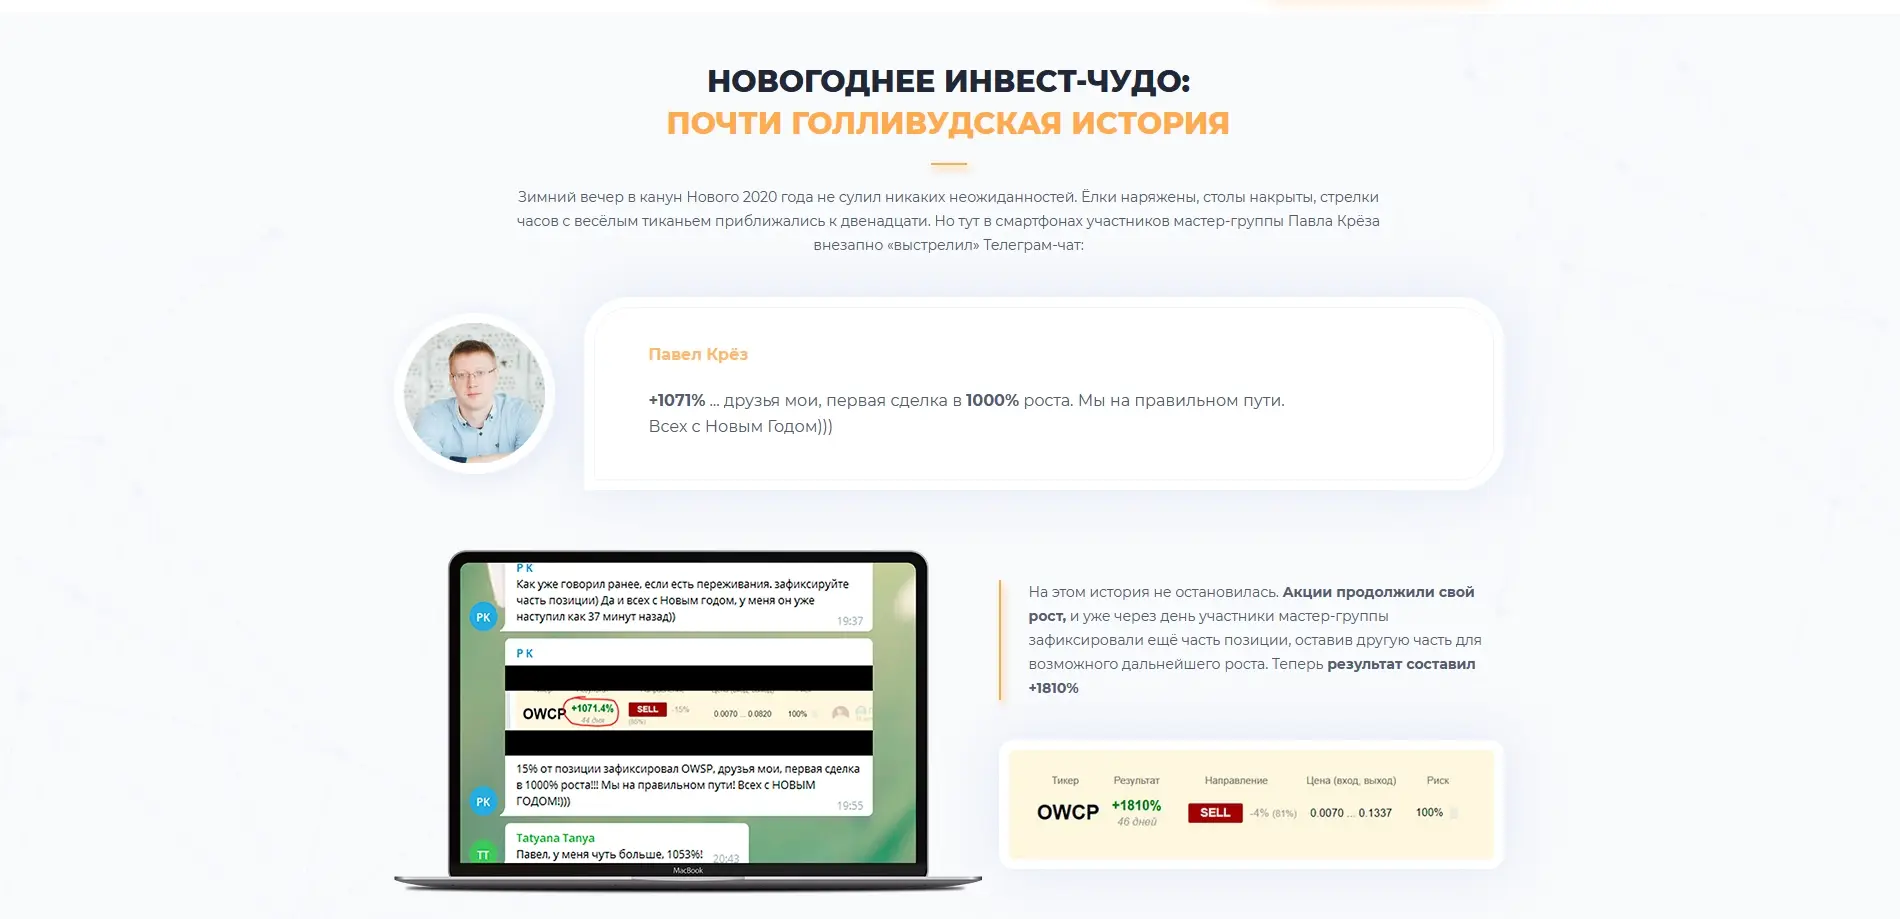 НОВОГОДНЕЕ ИНВЕСТ-ЧУДО:
ПОЧТИ ГОЛЛИВУДСКАЯ ИСТОРИЯ
Зимний вечер в канун Нового 2020 года не сулил никаких неожиданностей. Ёлки наряжены, столы накрыты, стрелки
часов с весёлым тиканьем приближались к двенадцати. Но тут в смартфонах участников мастер-группы Павла Крёза
внезапно «выстрелил» Телеграм-чат:
Павел Крёз
+1071% ... друзья мои, первая сделка в 1000% роста. Мы на правильном пути.
Всех с Новым Годом)))
P K
Как уже говорил ранее, если есть переживания, зафиксируйте
часть позиции) Да и всех с Новым годом, у меня он уже
наступил как 37 минут назад))
19:37
PK
P K
OWCP +1071.4% SELL -15% 0.0070 ... 0.0820 100%
44 дня (85%)
15% от позиции зафиксировал OWSP, друзья мои, первая сделка
в 1000% роста!!! Мы на правильном пути! Всех с НОВЫМ
ГОДОМ!)))
19:55
PK
Tatyana Tanya
Павел, у меня чуть больше, 1053%! 20:43
TT
MacBook
На этом история не остановилась. Акции продолжили свой
рост, и уже через день участники мастер-группы
зафиксировали ещё часть позиции, оставив другую часть для
возможного дальнейшего роста. Теперь результат составил
+1810%
Тикер Результат Направление Цена (вход, выход) Риск
OWCP +1810% SELL -4% (81%) 0.0070 ... 0.1337 100%
46 дней